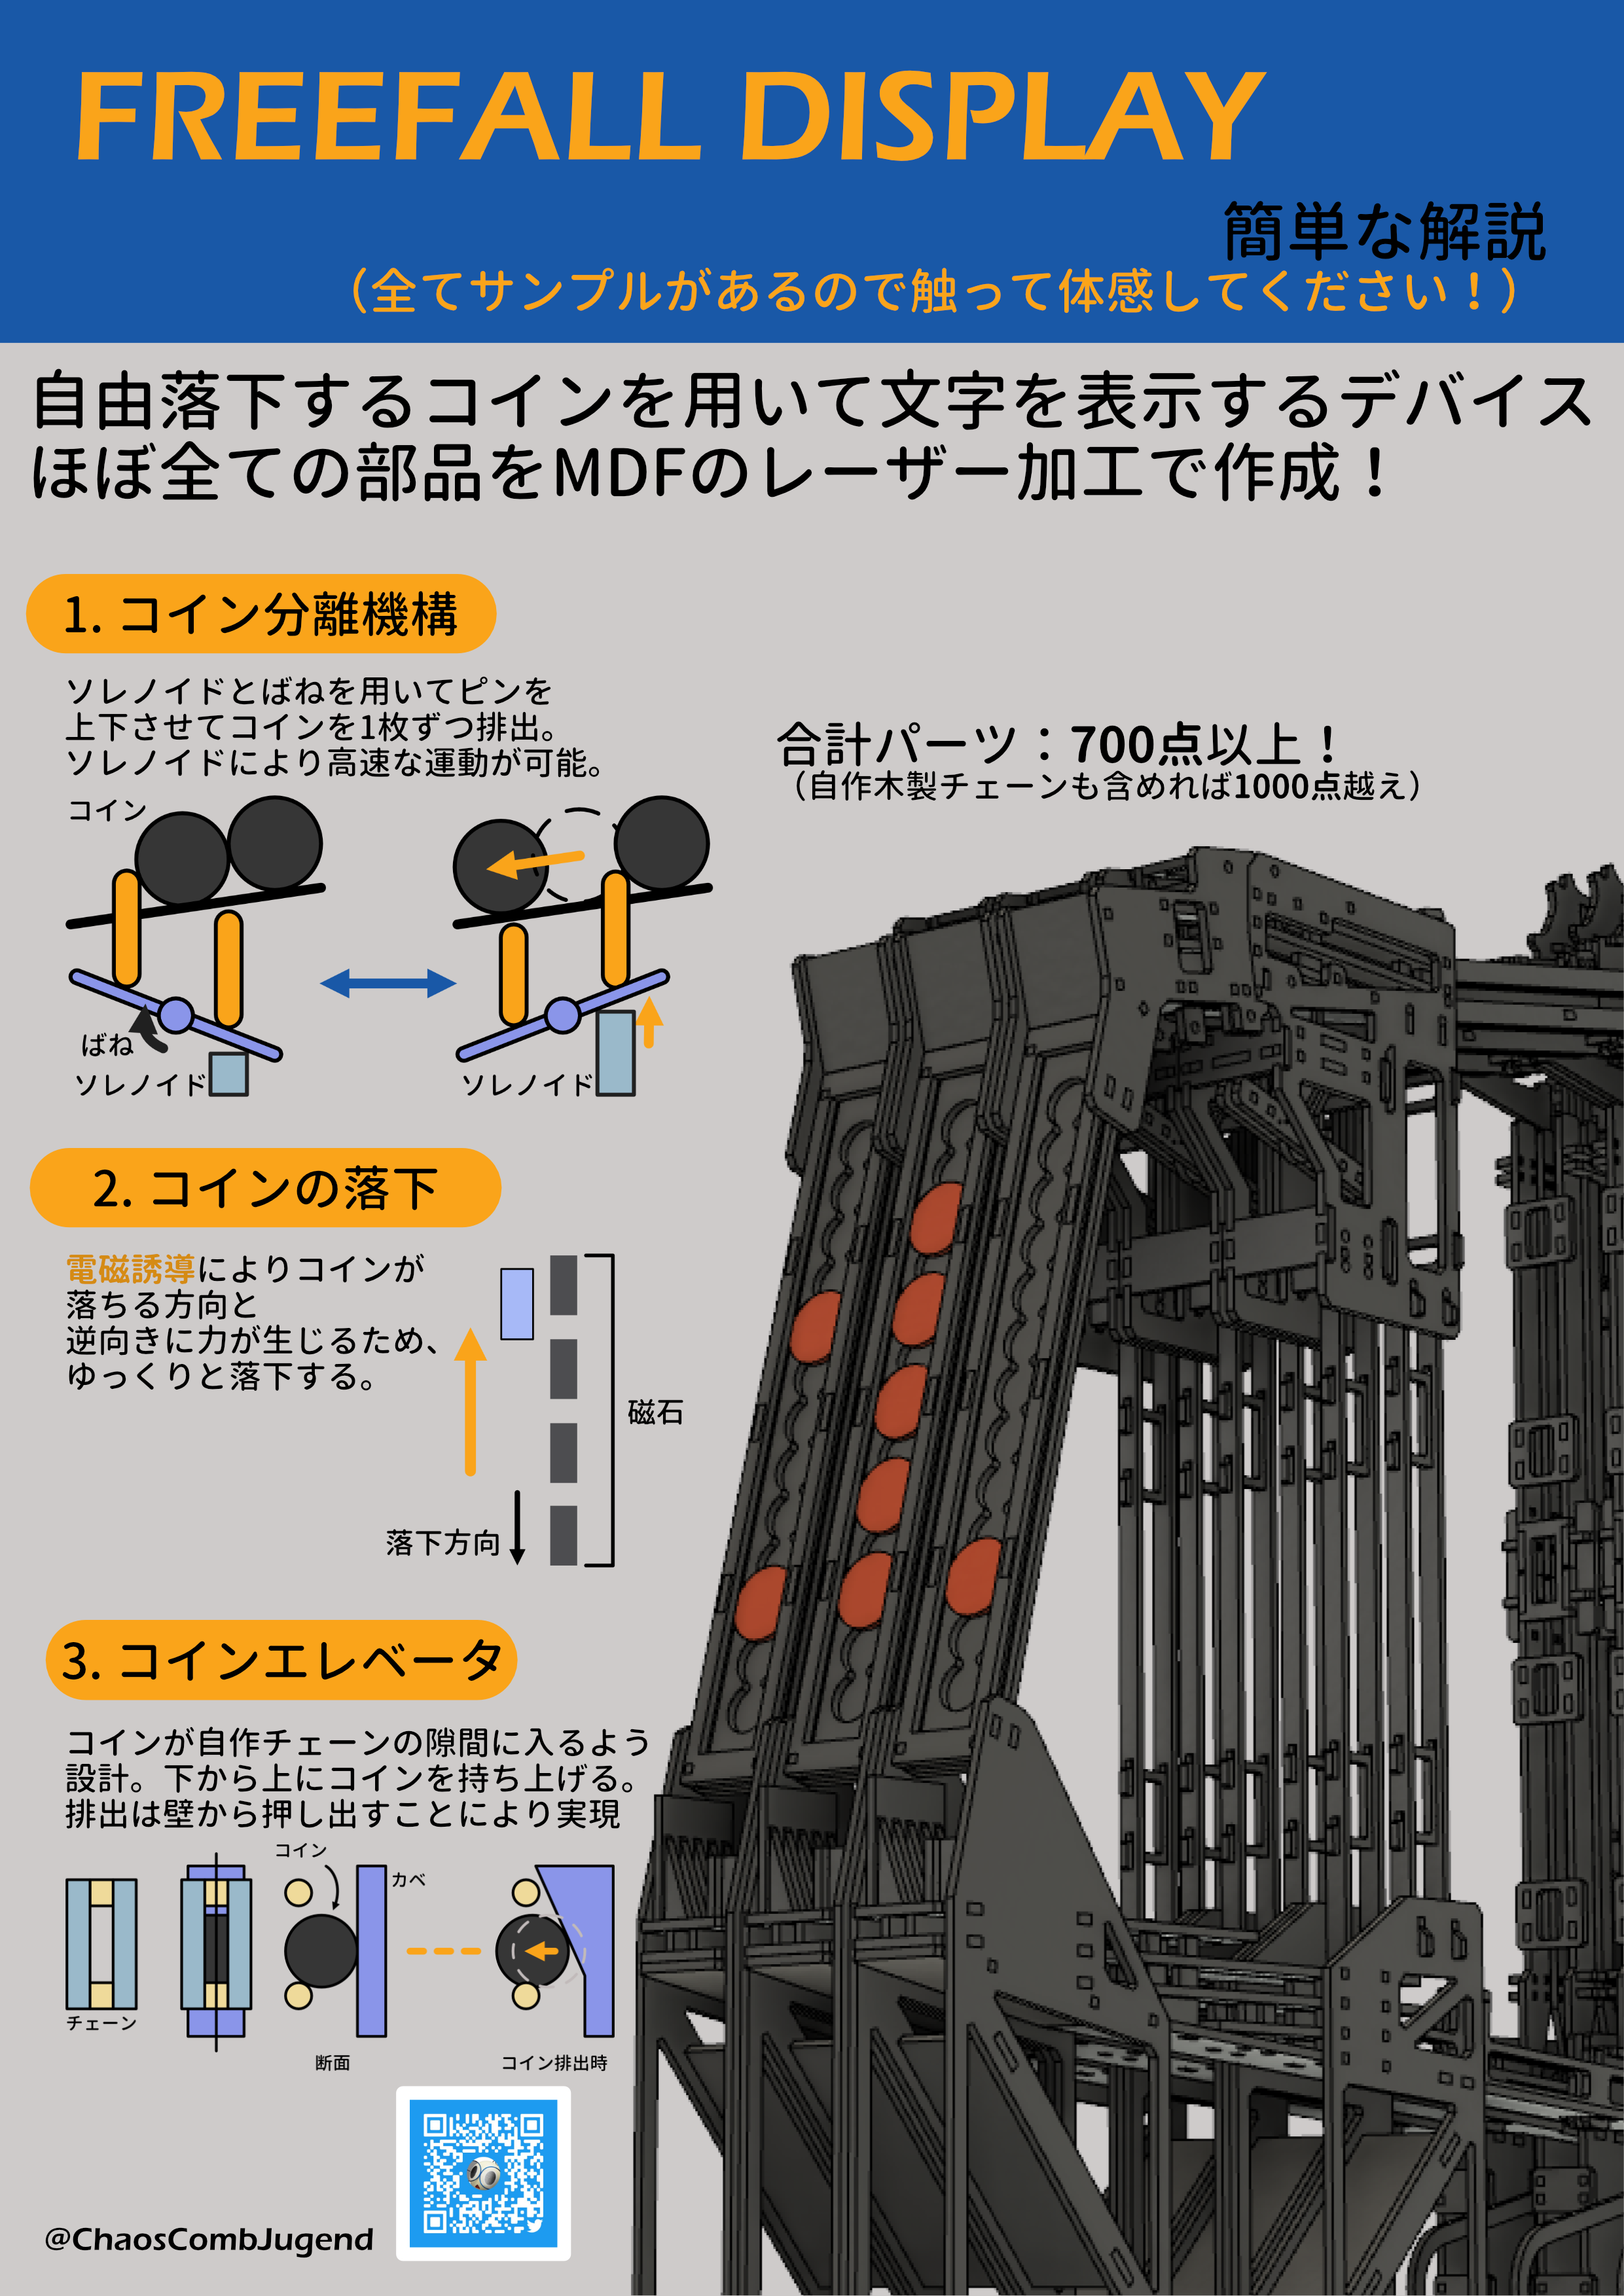 FREEFALL DISPLAY
簡単な解説
（全てサンプルがあるので触って体感してください！）
自由落下するコインを用いて文字を表示するデバイス
ほぼ全ての部品をMDFのレーザー加工で作成！
1. コイン分離機構
ソレノイドとばねを用いてピンを
上下させてコインを1枚ずつ排出。
ソレノイドにより高速な運動が可能。
コイン
ばね
ソレノイド
ソレノイド
合計パーツ：700点以上！
（自作木製チェーンも含めれば1000点越え）
2. コインの落下
電磁誘導によりコインが
落ちる方向と
逆向きに力が生じるため、
ゆっくりと落下する。
磁石
落下方向
3. コインエレベータ
コインが自作チェーンの隙間に入るよう
設計。下から上にコインを持ち上げる。
排出は壁から押し出すことにより実現
コイン
カベ
チェーン
断面
コイン排出時
@ChaosCombJugend